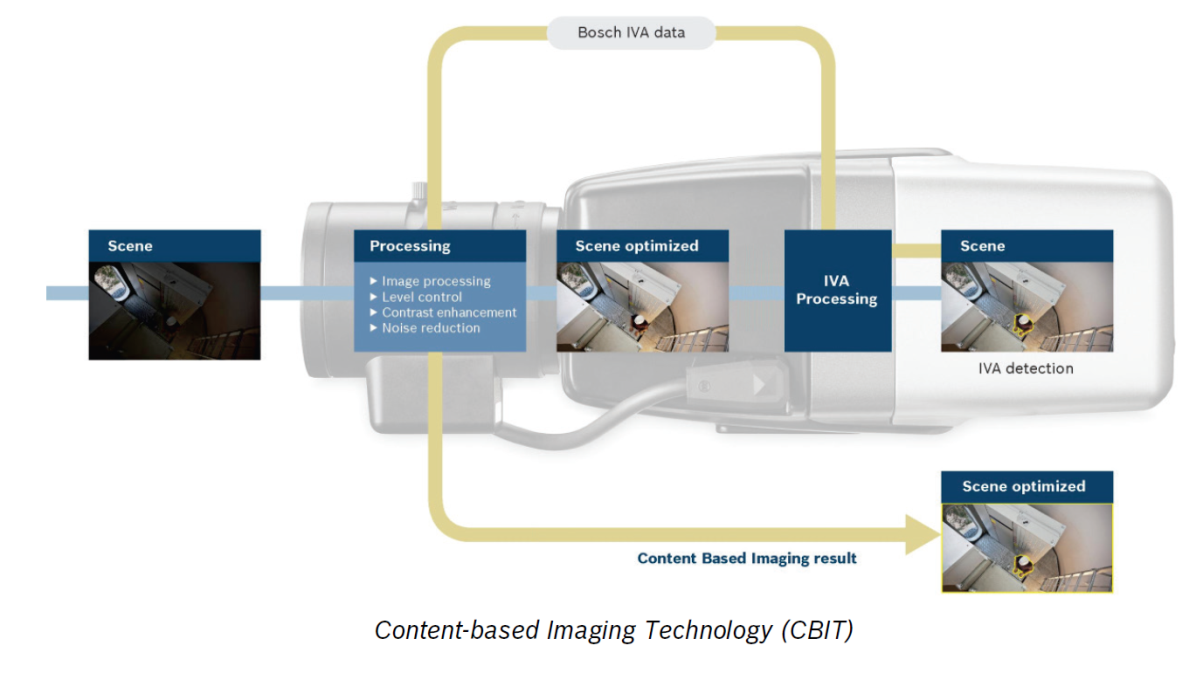 Bosch IVA data
Scene
Processing
▶ Image processing
▶ Level control
▶ Contrast enhancement
▶ Noise reduction
Scene optimized
IVA
Processing
Scene
IVA detection
Scene optimized
Content Based Imaging result
Content-based Imaging Technology (CBIT)